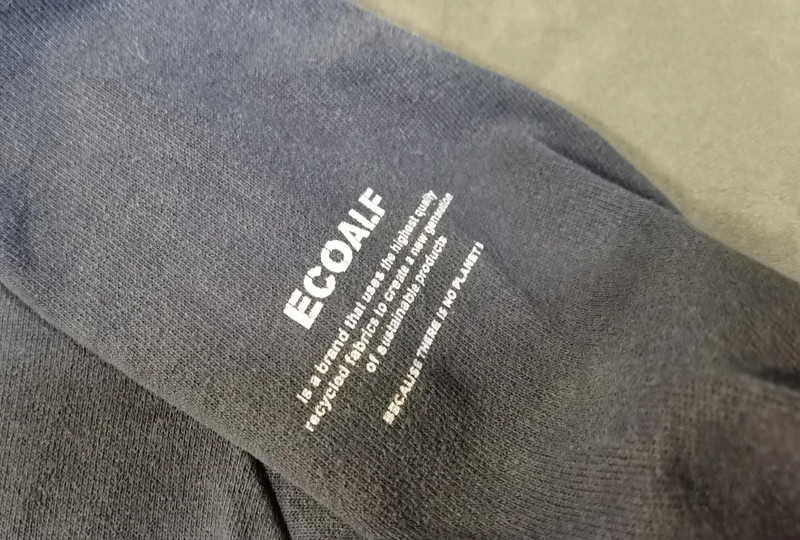 ECOALF
is a brand that uses the highest quality
recycled fabrics to create a new generation
of sustainable products
BECAUSE THERE IS NO PLANET